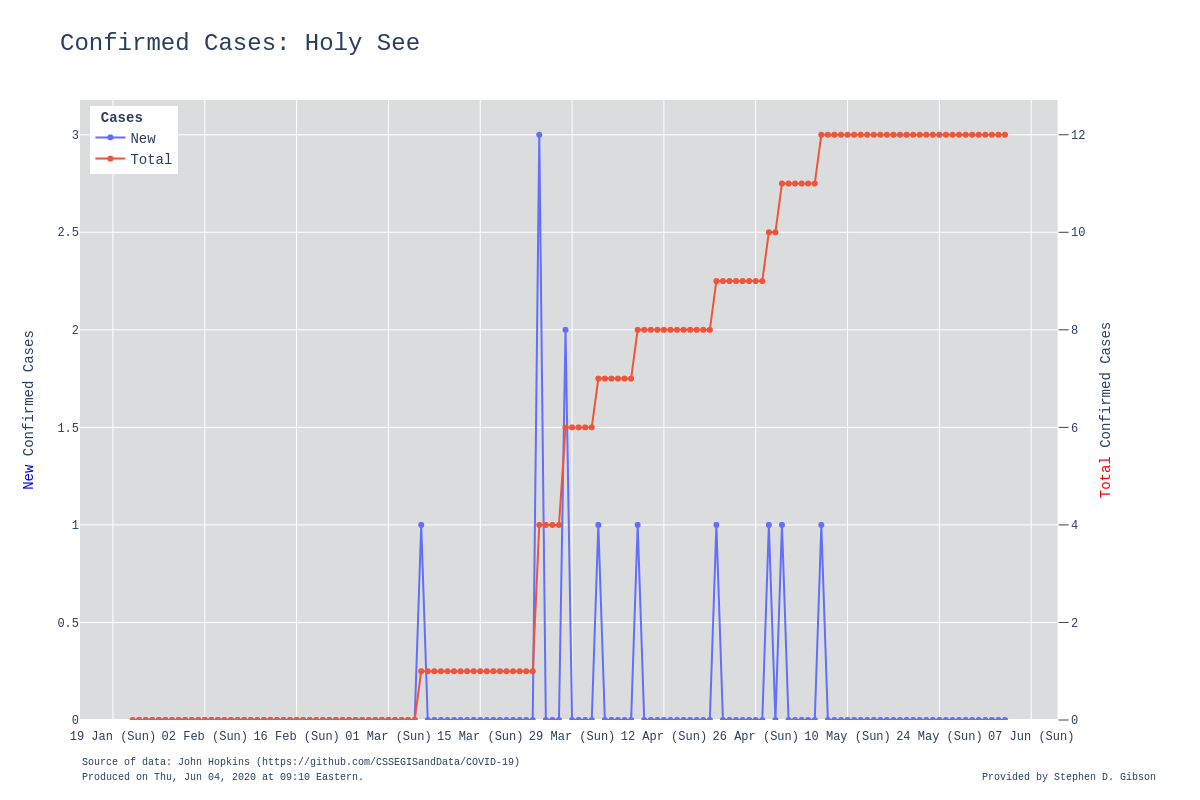 Confirmed Cases: Holy See
Cases
New
Total
3
2.5
2
1.5
1
0.5
0
12
10
8
6
4
2
0
New Confirmed Cases
Total Confirmed Cases
19 Jan (Sun) 02 Feb (Sun) 16 Feb (Sun) 01 Mar (Sun) 15 Mar (Sun) 29 Mar (Sun) 12 Apr (Sun) 26 Apr (Sun) 10 May (Sun) 24 May (Sun) 07 Jun (Sun)
Source of data: John Hopkins (https://github.com/CSSEGISandData/COVID-19)
Produced on Thu, Jun 04, 2020 at 09:10 Eastern.
Provided by Stephen D. Gibson